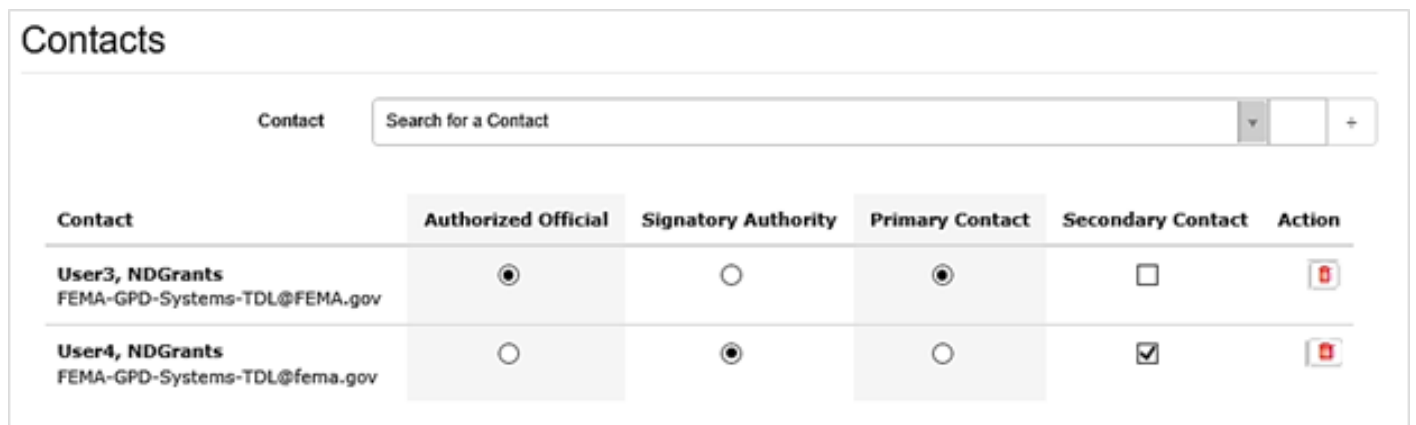 Contacts
Contact Search for a Contact
Contact Authorized Official Signatory Authority Primary Contact Secondary Contact Action
User3, NDGrants
FEMA-GPD-Systems-TDL@FEMA.gov
User4, NDGrants
FEMA-GPD-Systems-TDL@fema.gov